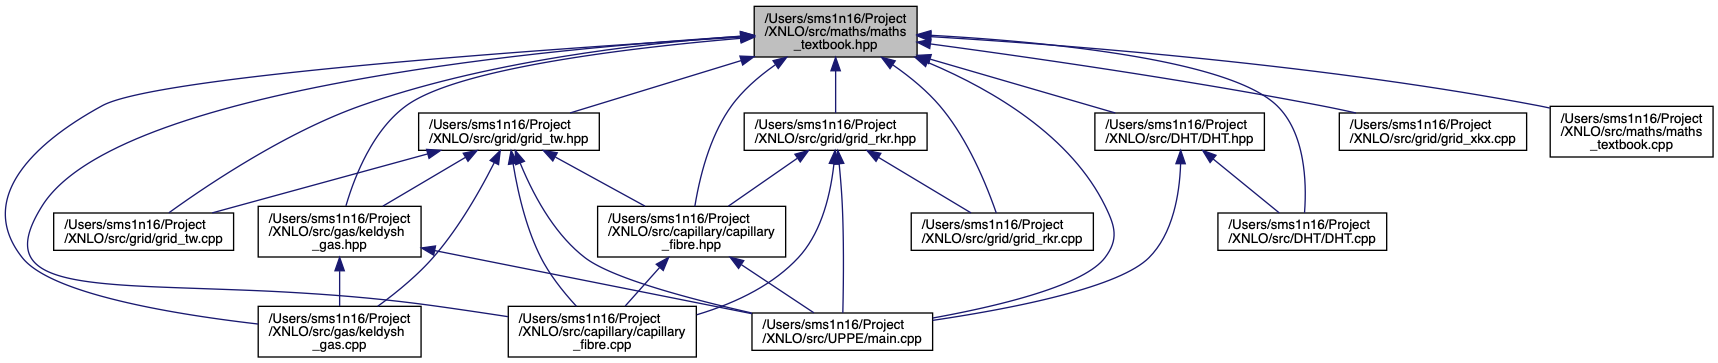 /Users/sms1n16/Project
/XNLO/src/maths/maths
_textbook.hpp
/Users/sms1n16/Project
/XNLO/src/grid/grid_tw.hpp
/Users/sms1n16/Project
/XNLO/src/grid/grid_rkr.hpp
/Users/sms1n16/Project
/XNLO/src/DHT/DHT.hpp
/Users/sms1n16/Project
/XNLO/src/grid/grid_xkx.cpp
/Users/sms1n16/Project
/XNLO/src/maths/maths
_textbook.cpp
/Users/sms1n16/Project
/XNLO/src/grid/grid_tw.cpp
/Users/sms1n16/Project
/XNLO/src/gas/keldysh
_gas.hpp
/Users/sms1n16/Project
/XNLO/src/capillary/capillary
_fibre.hpp
/Users/sms1n16/Project
/XNLO/src/grid/grid_rkr.cpp
/Users/sms1n16/Project
/XNLO/src/DHT/DHT.cpp
/Users/sms1n16/Project
/XNLO/src/gas/keldysh
_gas.cpp
/Users/sms1n16/Project
/XNLO/src/capillary/capillary
_fibre.cpp
/Users/sms1n16/Project
/XNLO/src/UPPE/main.cpp